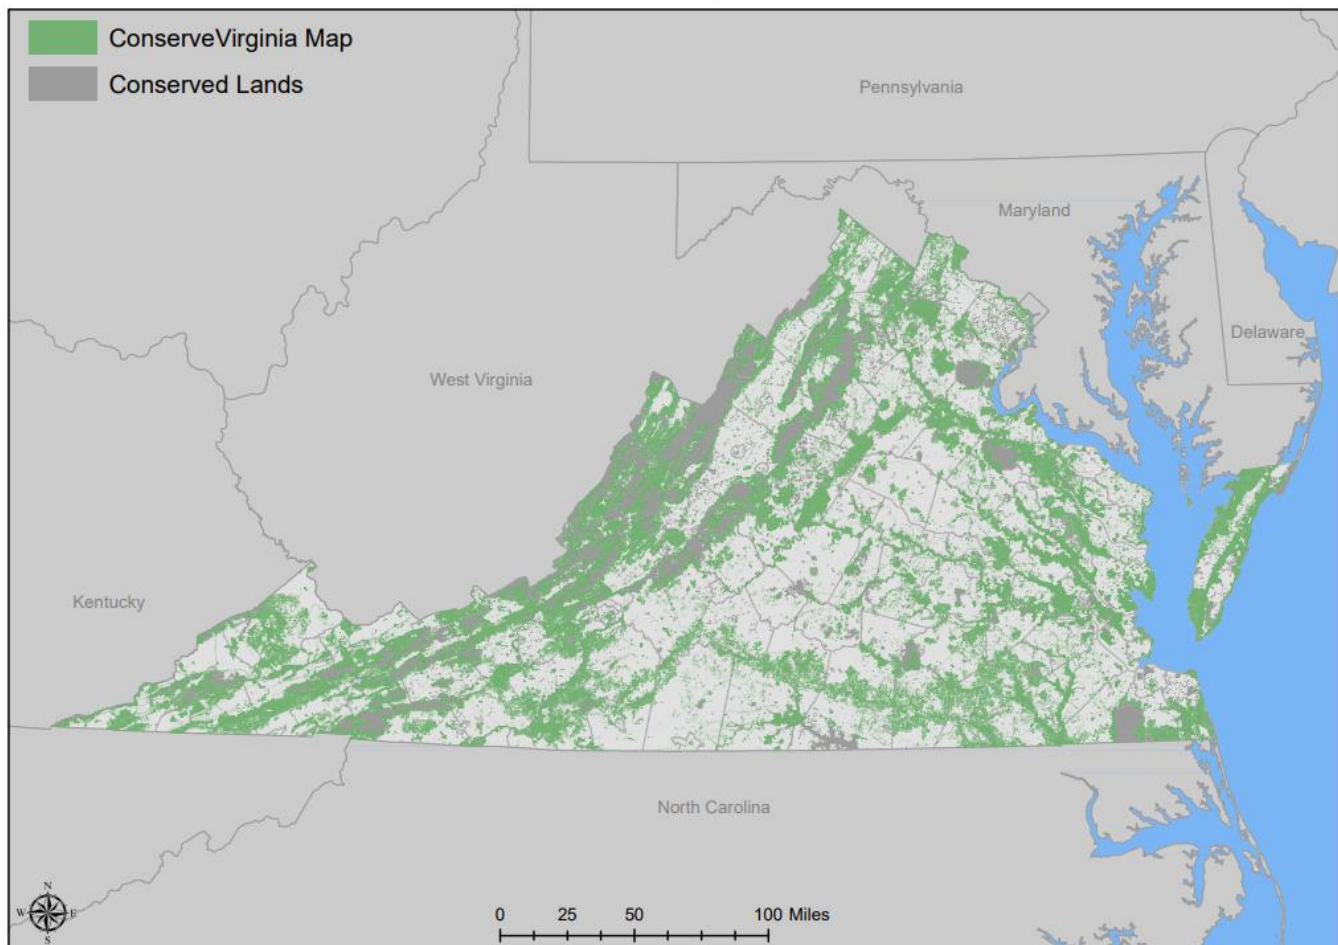 ConserveVirginia Map
Conserved Lands
Pennsylvania
Maryland
Delaware
West Virginia
Kentucky
North Carolina
N
W E
S
0 25 50 100 Miles